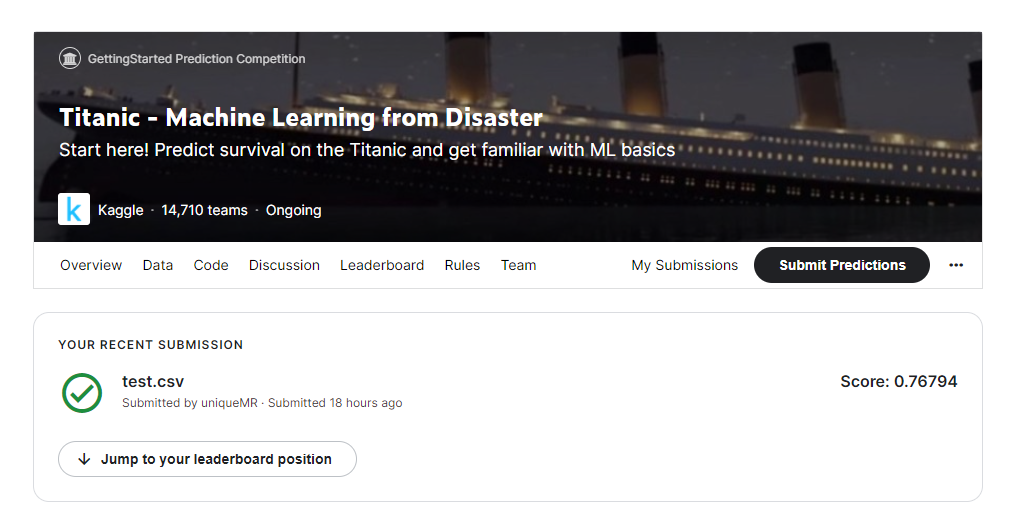 GettingStarted Prediction Competition
Titanic - Machine Learning from Disaster
Start here! Predict survival on the Titanic and get familiar with ML basics
k Kaggle · 14,710 teams · Ongoing
Overview Data Code Discussion Leaderboard Rules Team My Submissions Submit Predictions ···
YOUR RECENT SUBMISSION
test.csv Score: 0.76794
Submitted by uniqueMR · Submitted 18 hours ago
Jump to your leaderboard position